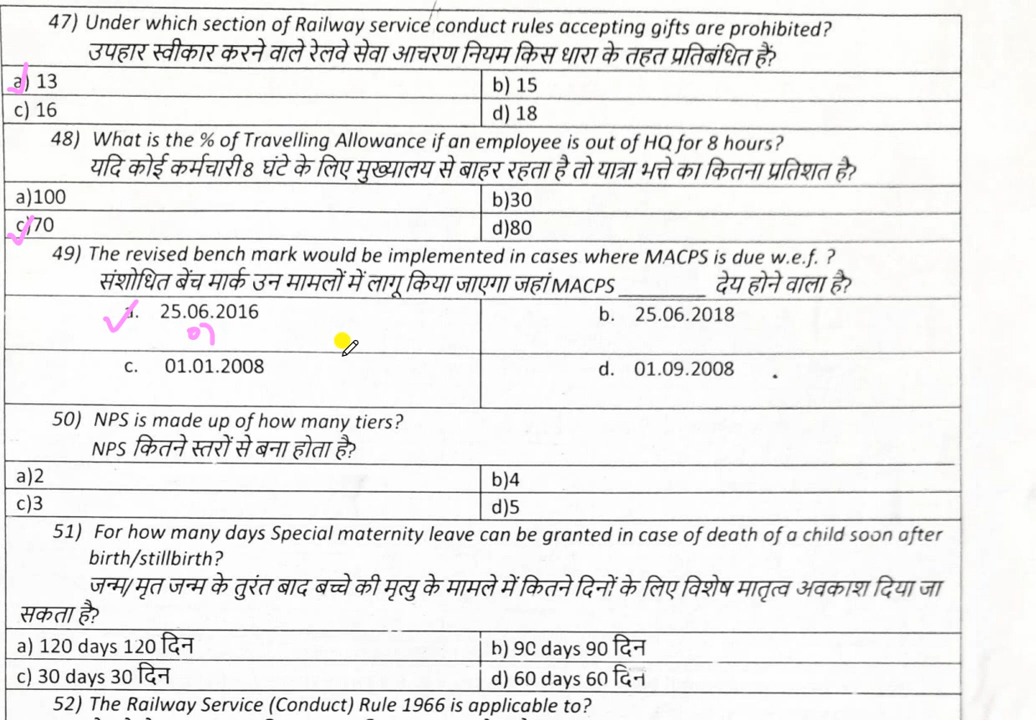 47) Under which section of Railway service conduct rules accepting gifts are prohibited?
उपहार स्वीकार करने वाले रेलवे सेवा आचरण नियम किस धारा के तहत प्रतिबंधित हैं?
a) 13
b) 15
c) 16
d) 18
48) What is the % of Travelling Allowance if an employee is out of HQ for 8 hours?
यदि कोई कर्मचारी 8 घंटे के लिए मुख्यालय से बाहर रहता है तो यात्रा भत्ते का कितना प्रतिशत है?
a)100
b)30
c)70
d)80
49) The revised bench mark would be implemented in cases where MACPS is due w.e.f. ?
संशोधित बेंच मार्क उन मामलों में लागू किया जाएगा जहां MACPS ________ देय होने वाला है?
a. 25.06.2016
b. 25.06.2018
c. 01.01.2008
d. 01.09.2008
50) NPS is made up of how many tiers?
NPS कितने स्तरों से बना होता है?
a)2
b)4
c)3
d)5
51) For how many days Special maternity leave can be granted in case of death of a child soon after
birth/stillbirth?
जन्म/मृत जन्म के तुरंत बाद बच्चे की मृत्यु के मामले में कितने दिनों के लिए विशेष मातृत्व अवकाश दिया जा
सकता है?
a) 120 days 120 दिन
b) 90 days 90 दिन
c) 30 days 30 दिन
d) 60 days 60 दिन
52) The Railway Service (Conduct) Rule 1966 is applicable to?